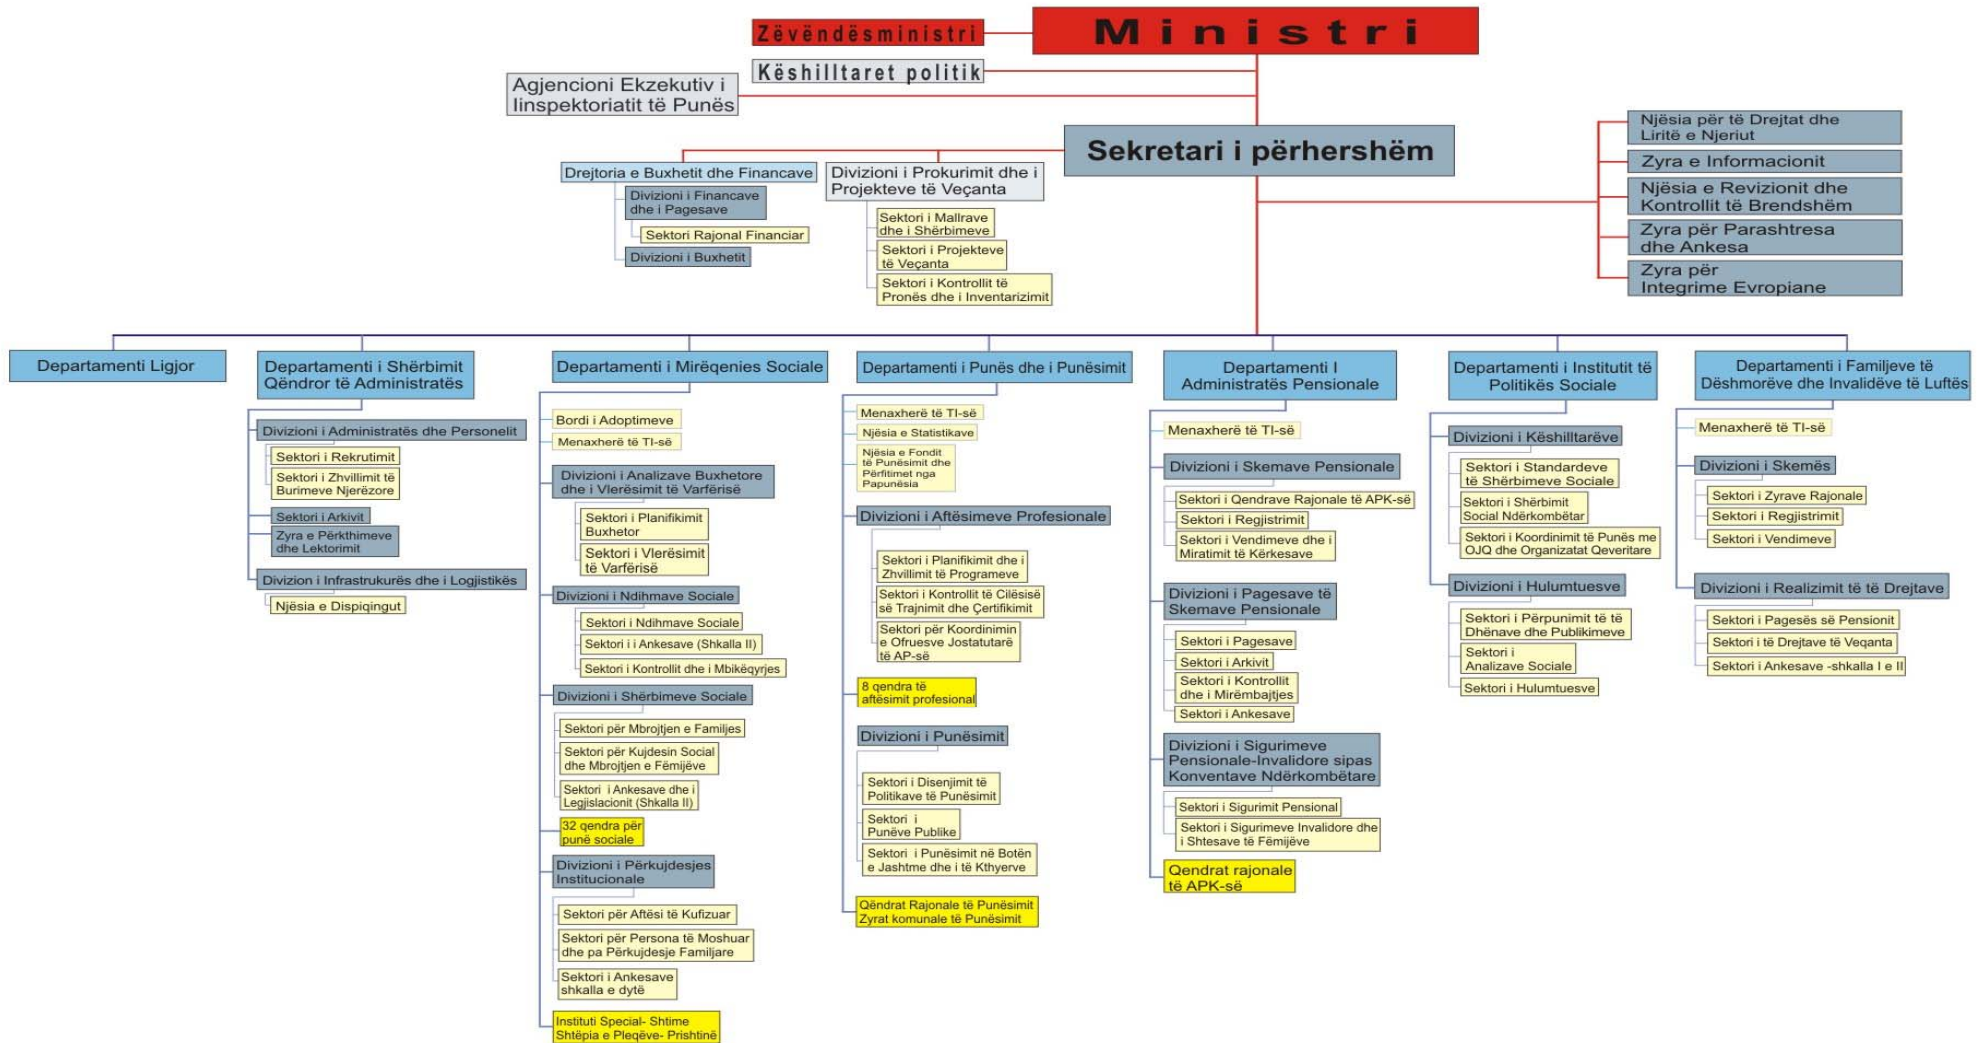 Ministri
Zëvëndësministri
Këshilltaret politik
Agjencioni Ekzekutiv i
Iinspektoriatit të Punës
Sekretari i përhershëm
Njësia për të Drejtat dhe
Liritë e Njeriut
Zyra e Informacionit
Njësia e Revizionit dhe
Kontrollit të Brendshëm
Zyra për Parashtresa
dhe Ankesa
Zyra për
Integrime Evropiane
Drejtoria e Buxhetit dhe Financave
Divizioni i Financave
dhe i Pagesave
Sektori Rajonal Financiar
Divizioni i Buxhetit
Divizioni i Prokurimit dhe i
Projekteve të Veçanta
Sektori i Mallrave
dhe i Shërbimeve
Sektori i Projekteve
të Veçanta
Sektori i Kontrollit të
Pronës dhe i Inventarizimit
Departamenti Ligjor
Departamenti i Shërbimit
Qëndror të Administratës
Divizioni i Administratës dhe Personelit
Sektori i Rekrutimit
Sektori i Zhvillimit të
Burimeve Njerëzore
Sektori i Arkivit
Zyra e Përkthimeve
dhe Lektorimit
Divizion i Infrastrukurës dhe i Logjistikës
Njësia e Dispiqingut
Departamenti i Mirëqenies Sociale
Bordi i Adoptimeve
Menaxherë të TI-së
Divizioni i Analizave Buxhetore
dhe i Vlerësimit të Varfërisë
Sektori i Planifikimit
Buxhetor
Sektori i Vlerësimit
të Varfërisë
Divizioni i Ndihmave Sociale
Sektori i Ndihmave Sociale
Sektori i i Ankesave (Shkalla II)
Sektori i Kontrollit dhe i Mbikëqyrjes
Divizioni i Shërbimeve Sociale
Sektori për Mbrojtjen e Familjes
Sektori për Kujdesin Social
dhe Mbrojtjen e Fëmijëve
Sektori i Ankesave dhe i
Legjislacionit (Shkalla II)
32 qendra për
punë sociale
Divizioni i Përkujdesjes
Institucionale
Sektori për Aftësi të Kufizuar
Sektori për Persona të Moshuar
dhe pa Përkujdesje Familjare
Sektori i Ankesave
shkalla e dytë
Instituti Special- Shtime
Shtëpia e Pleqëve- Prishtinë
Departamenti i Punës dhe i Punësimit
Menaxherë të TI-së
Njësia e Statistikave
Njësia e Fondit
të Punësimit dhe
Përfitimet nga
Papunësia
Divizioni i Aftësimeve Profesionale
Sektori i Planifikimit dhe i
Zhvillimit të Programeve
Sektori i Kontrollit të Cilësisë
së Trajnimit dhe Çertifikimit
Sektori për Koordinimin
e Ofruesve Jostatutarë
të AP-së
8 qendra të
aftësimit profesional
Divizioni i Punësimit
Sektori i Disenjimit të
Politikave të Punësimit
Sektori i
Punëve Publike
Sektori i Punësimit në Botën
e Jashtme dhe i të Kthyerve
Qëndrat Rajonale të Punësimit
Zyrat komunale të Punësimit
Departamenti I
Administratës Pensionale
Menaxherë të TI-së
Divizioni i Skemave Pensionale
Sektori i Qendrave Rajonale të APK-së
Sektori i Regjistrimit
Sektori i Vendimeve dhe i
Miratimit të Kërkesave
Divizioni i Pagesave të
Skemave Pensionale
Sektori i Pagesave
Sektori i Arkivit
Sektori i Kontrollit
dhe i Mirëmbajtjes
Sektori i Ankesave
Divizioni i Sigurimeve
Pensionale-Invalidore sipas
Konventave Ndërkombëtare
Sektori i Sigurimit Pensional
Sektori i Sigurimeve Invalidore dhe
i Shtesave të Fëmijëve
Qendrat rajonale
të APK-së
Departamenti i Institutit të
Politikës Sociale
Divizioni i Këshilltarëve
Sektori i Standardeve
të Shërbimeve Sociale
Sektori i Shërbimit
Social Ndërkombëtar
Sektori i Koordinimit të Punës me
OJQ dhe Organizatat Qeveritare
Divizioni i Hulumtuesve
Sektori i Përpunimit të të
Dhënave dhe Publikimeve
Sektori i
Analizave Sociale
Sektori i Hulumtuesve
Departamenti i Familjeve të
Dëshmorëve dhe Invalidëve të Luftës
Menaxherë të TI-së
Divizioni i Skemës
Sektori i Zyrave Rajonale
Sektori i Regjistrimit
Sektori i Vendimeve
Divizioni i Realizimit të të Drejtave
Sektori i Pagesës së Pensionit
Sektori i të Drejtave të Veqanta
Sektori i Ankesave -shkalla I e II